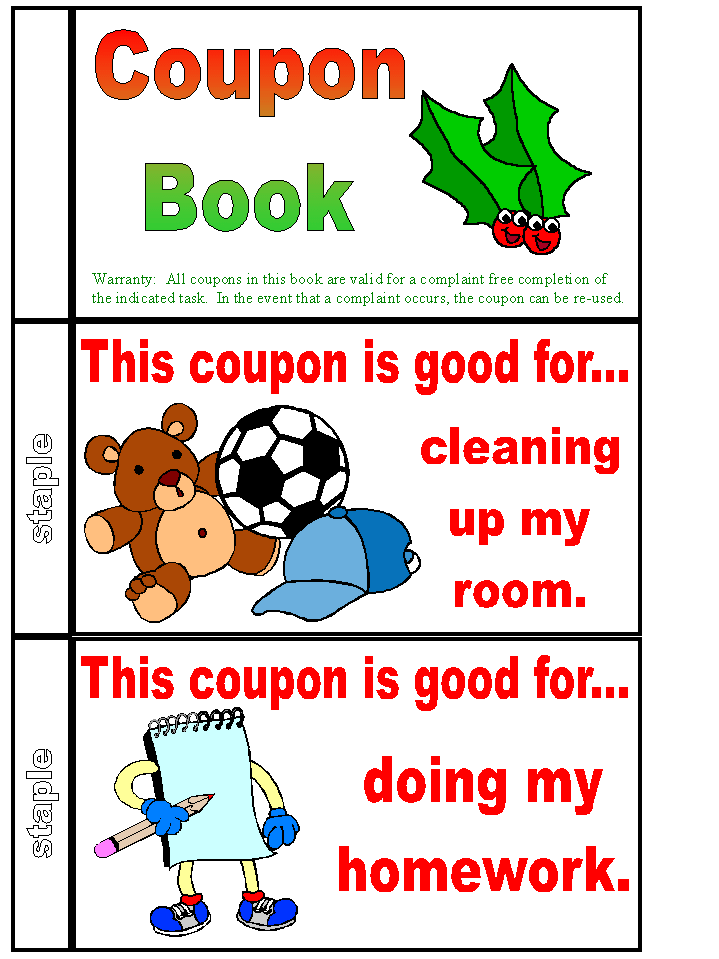 Coupon
Book
Warranty:  All coupons in this book are valid for a complaint free completion of
the indicated task.  In the event that a complaint occurs, the coupon can be re-used.
This coupon is good for...
staple
cleaning
up my
room.
This coupon is good for...
staple
doing my
homework.